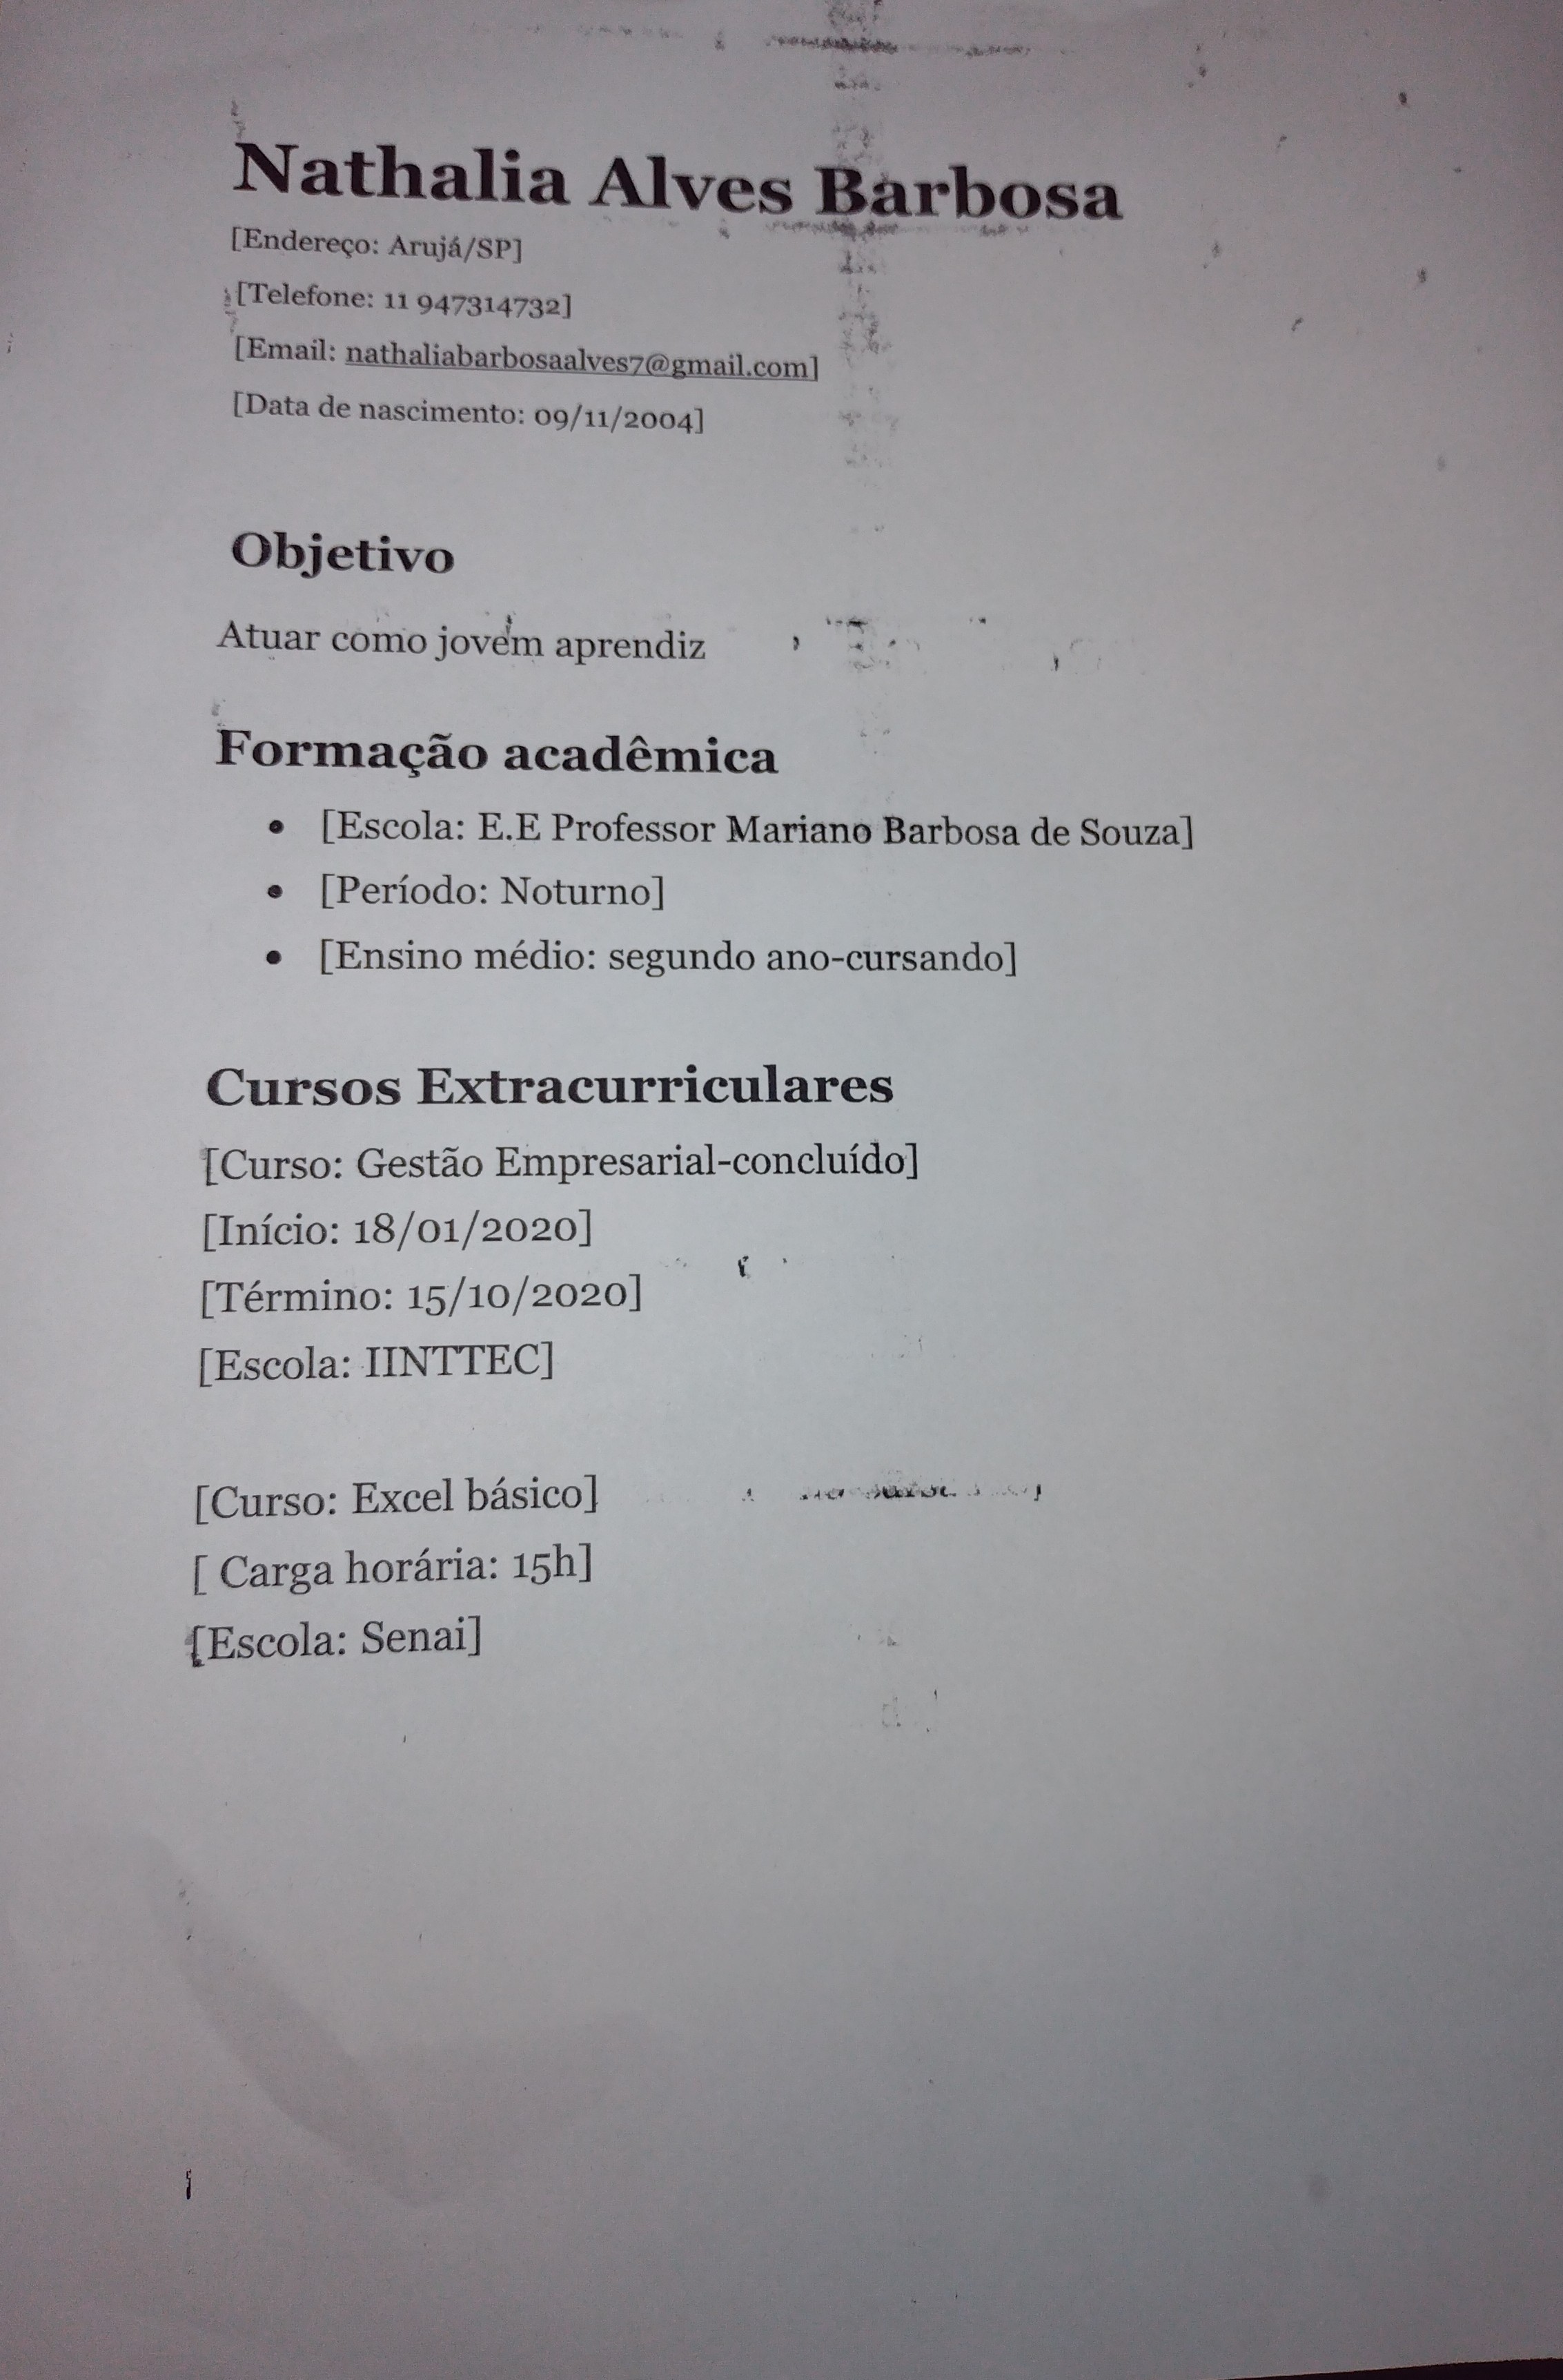 Nathalia Alves Barbosa
[Endereço: Arujá/SP]
[Telefone: 11 947314732]
[Email: nathaliabarbosaalves7@gmail.com]
[Data de nascimento: 09/11/2004]
Objetivo
Atuar como jovem aprendiz
Formação acadêmica
• [Escola: E.E Professor Mariano Barbosa de Souza]
• [Período: Noturno]
• [Ensino médio: segundo ano-cursando]
Cursos Extracurriculares
[Curso: Gestão Empresarial-concluído]
[Início: 18/01/2020]
[Término: 15/10/2020]
[Escola: IINTTEC]
[Curso: Excel básico]
[ Carga horária: 15h]
[Escola: Senai]